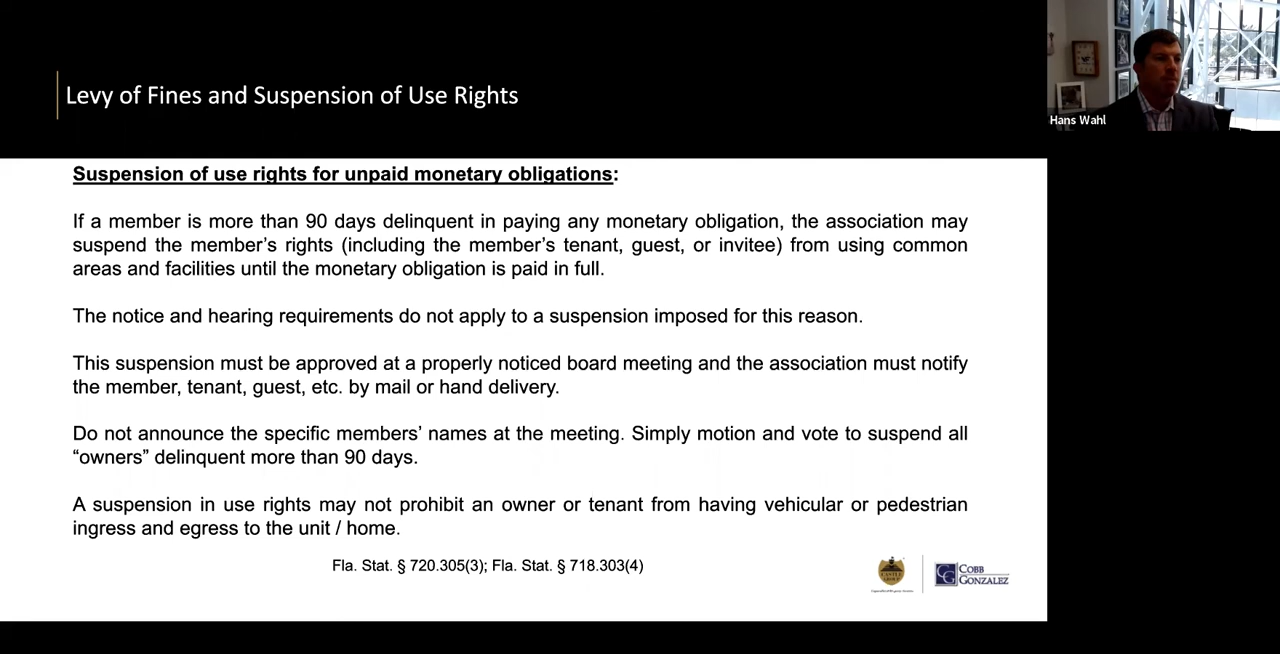 Levy of Fines and Suspension of Use Rights
Hans Wahl
Suspension of use rights for unpaid monetary obligations:
If a member is more than 90 days delinquent in paying any monetary obligation, the association may
suspend the member’s rights (including the member’s tenant, guest, or invitee) from using common
areas and facilities until the monetary obligation is paid in full.
The notice and hearing requirements do not apply to a suspension imposed for this reason.
This suspension must be approved at a properly noticed board meeting and the association must notify
the member, tenant, guest, etc. by mail or hand delivery.
Do not announce the specific members’ names at the meeting. Simply motion and vote to suspend all
“owners” delinquent more than 90 days.
A suspension in use rights may not prohibit an owner or tenant from having vehicular or pedestrian
ingress and egress to the unit / home.
Fla. Stat. § 720.305(3); Fla. Stat. § 718.303(4)
CASTLE
GROUP
CG
COBB
GONZALEZ